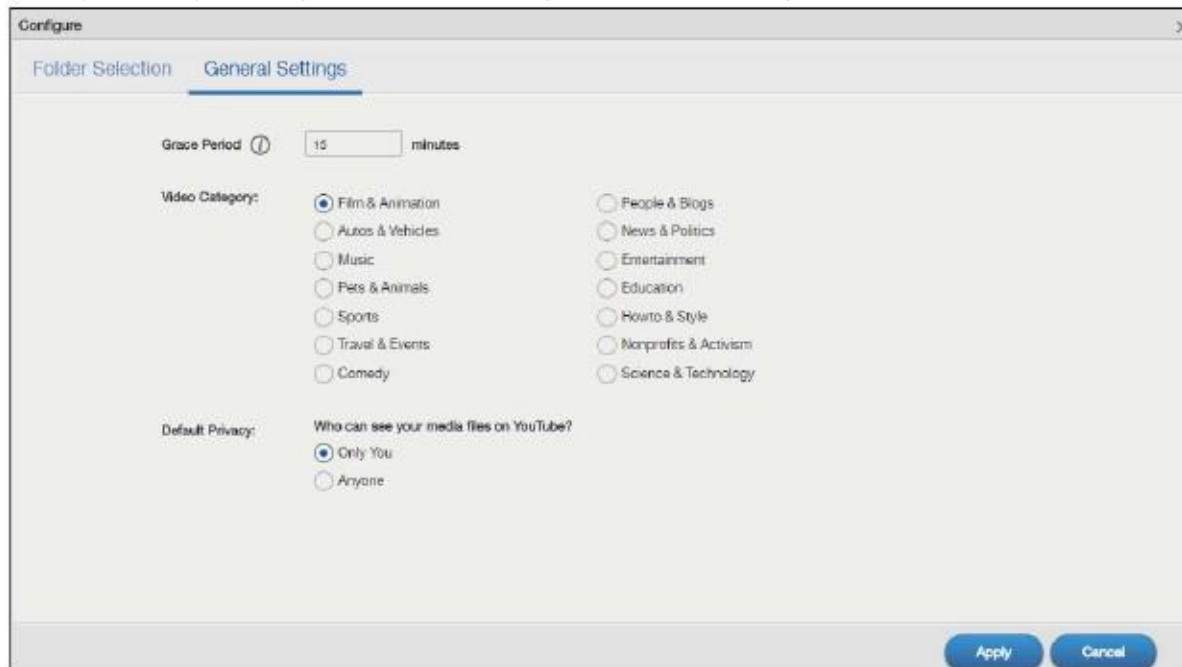 Configure
Folder Selection General Settings
Grace Period i 15 minutes
Video Category:
Film & Animation People & Blogs
Autos & Vehicles News & Politics
Music Entertainment
Pets & Animals Education
Sports Howto & Style
Travel & Events Nonprofits & Activism
Comedy Science & Technology
Default Privacy: Who can see your media files on YouTube?
Only You
Anyone
Apply Cancel